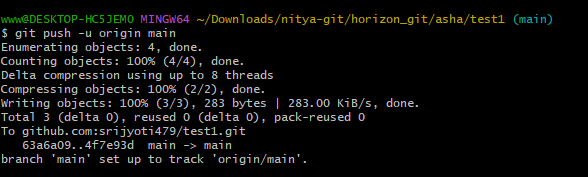 www@DESKTOP-HC5JEMO MINGW64 ~/Downloads/nitya-git/horizon_git/asha/test1 (main)
$ git push -u origin main
Enumerating objects: 4, done.
Counting objects: 100% (4/4), done.
Delta compression using up to 8 threads
Compressing objects: 100% (2/2), done.
Writing objects: 100% (3/3), 283 bytes | 283.00 KiB/s, done.
Total 3 (delta 0), reused 0 (delta 0), pack-reused 0
To github.com:srijyoti479/test1.git
   63a6a09..4f7e93d  main -> main
branch 'main' set up to track 'origin/main'.